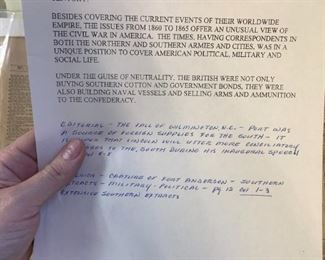 BESIDES COVERING THE CURRENT EVENTS OF THEIR WORLDWIDE
EMPIRE, THE ISSUES FROM 1860 TO 1865 OFFER AN UNUSUAL VIEW OF
THE CIVIL WAR IN AMERICA. THE TIMES, HAVING CORRESPONDENTS IN
BOTH THE NORTHERN AND SOUTHERN ARMIES AND CITIES, WAS IN A
UNIQUE POSITION TO COVER AMERICAN POLITICAL, MILITARY AND
SOCIAL LIFE.
UNDER THE GUISE OF NEUTRALITY, THE BRITISH WERE NOT ONLY
BUYING SOUTHERN COTTON AND GOVERNMENT BONDS, THEY WERE
ALSO BUILDING NAVAL VESSELS AND SELLING ARMS AND AMMUNITION
TO THE CONFEDERACY.
EDITORIAL - THE FALL OF WILMINGTON, N.C. - PORT WAS
A SOURCE OF FOREIGN SUPPLIES FOR THE SOUTH - IT
THAT LINCOLN WILL UTTER MORE CONCILIATORY
THE SOUTH DURING HIS INAUGURAL SPEECH
- CAPTURE OF FORT ANDERSON - SOUTHERN
EXTRACTS - MILITARY - POLITICAL - Pg 12 COL 1-3
EXTENSIVE SOUTHERN EXTRACTS